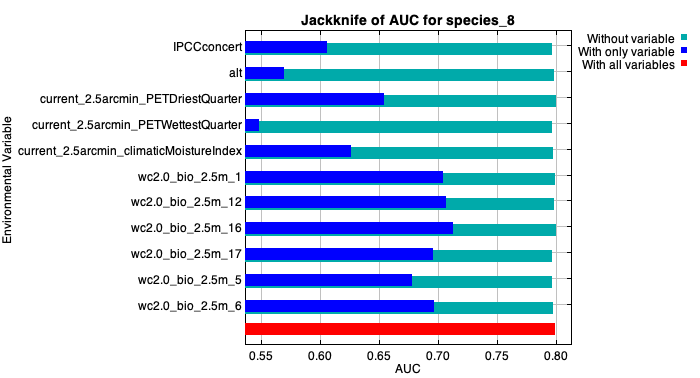 Jackknife of AUC for species_8
Without variable
With only variable
With all variables
Environmental Variable
IPCCconcert
alt
current_2.5arcmin_PETDriestQuarter
current_2.5arcmin_PETWettestQuarter
current_2.5arcmin_climaticMoistureIndex
wc2.0_bio_2.5m_1
wc2.0_bio_2.5m_12
wc2.0_bio_2.5m_16
wc2.0_bio_2.5m_17
wc2.0_bio_2.5m_5
wc2.0_bio_2.5m_6
0.55 0.60 0.65 0.70 0.75 0.80
AUC